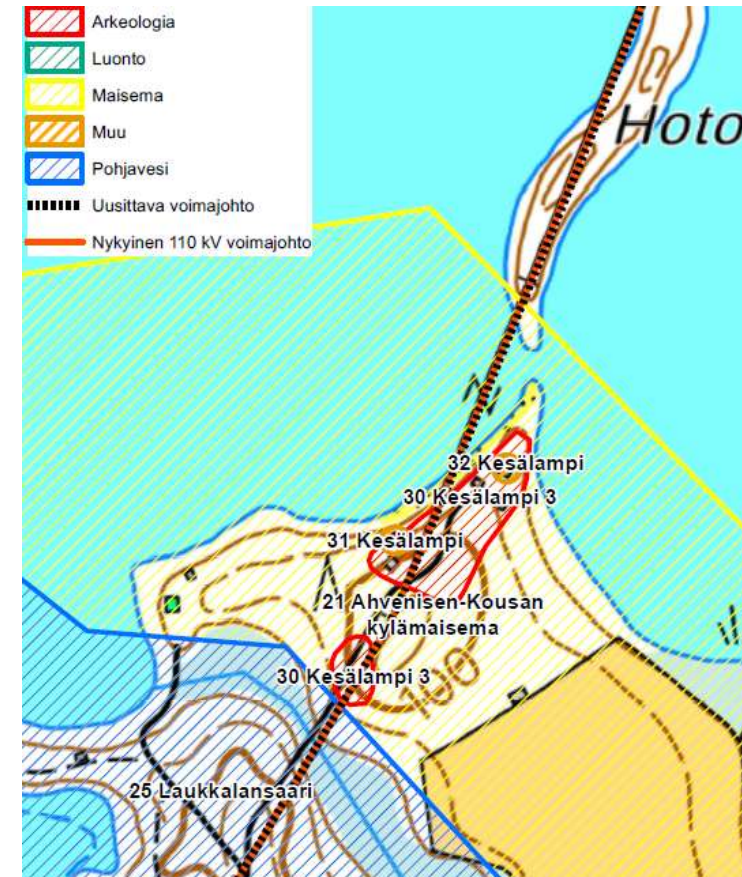 Arkeologia
Luonto
Maisema
Muu
Pohjavesi
Uusittava voimajohto
Nykyinen 110 kV voimajohto
Hoto
32 Kesälampi
30 Kesälampi 3
31 Kesälampi
21 Ahvenisen-Kousan
kylämaisema
30 Kesälampi 3
100
25 Laukkalansaari